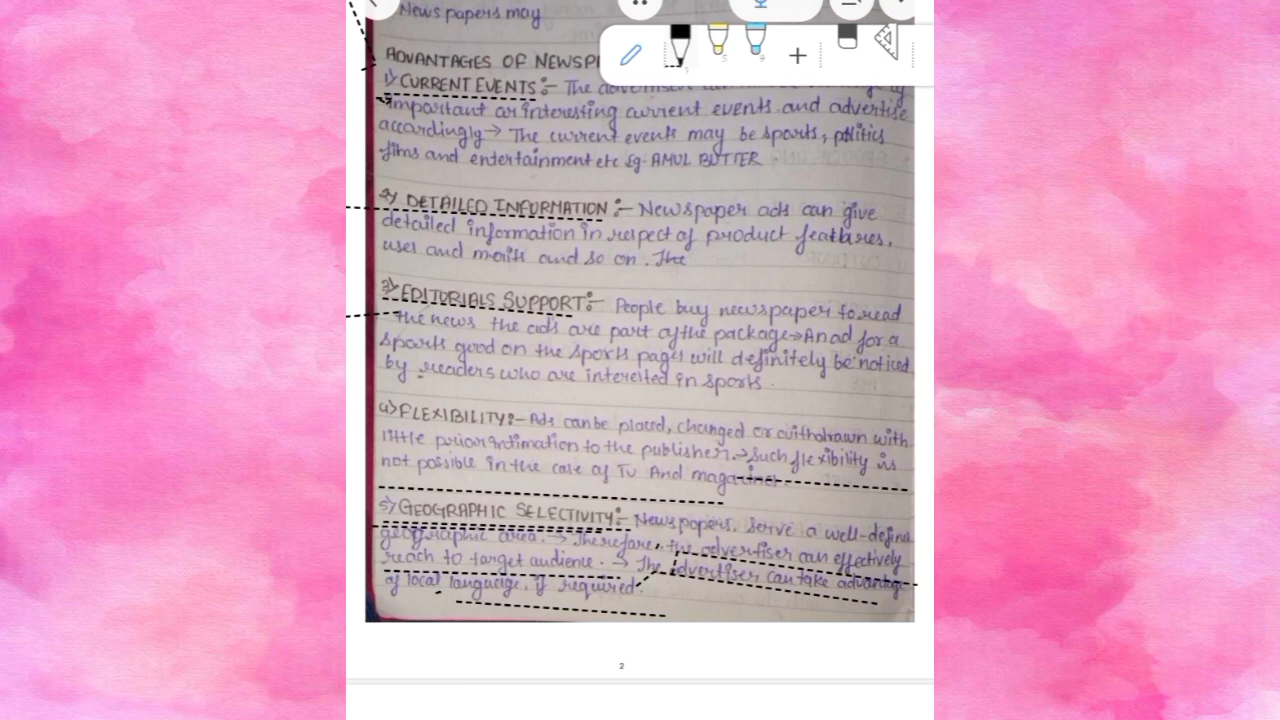 News papers may
ADVANTAGES OF NEWSP
1) CURRENT EVENTS :- The advertiser can
important or interesting current events and advertise
accordingly → The current events may be sports, politics
films and entertainment etc Eg- AMUL BUTTER
2) DETAILED INFORMATION :- Newspaper ads can give
detailed information in respect of product features,
uses and merits and so on. The
3) EDITORIALS SUPPORT:- People buy newspaper to read
the news the ads are part of the package → An ad for a
sports good on the sports pages will definitely be noticed
by readers who are interested in sports.
4) FLEXIBILITY:- Ads can be placed, changed or withdrawn with
little prior intimation to the publisher. → Such flexibility is
not possible in the case of TV And magazines.
5) GEOGRAPHIC SELECTIVITY:- Newspapers. Serve a well-defined
geographic area. → Therefore, the advertiser can effectively
reach to target audience. → The advertiser can take advantage
of local language, if required.
2